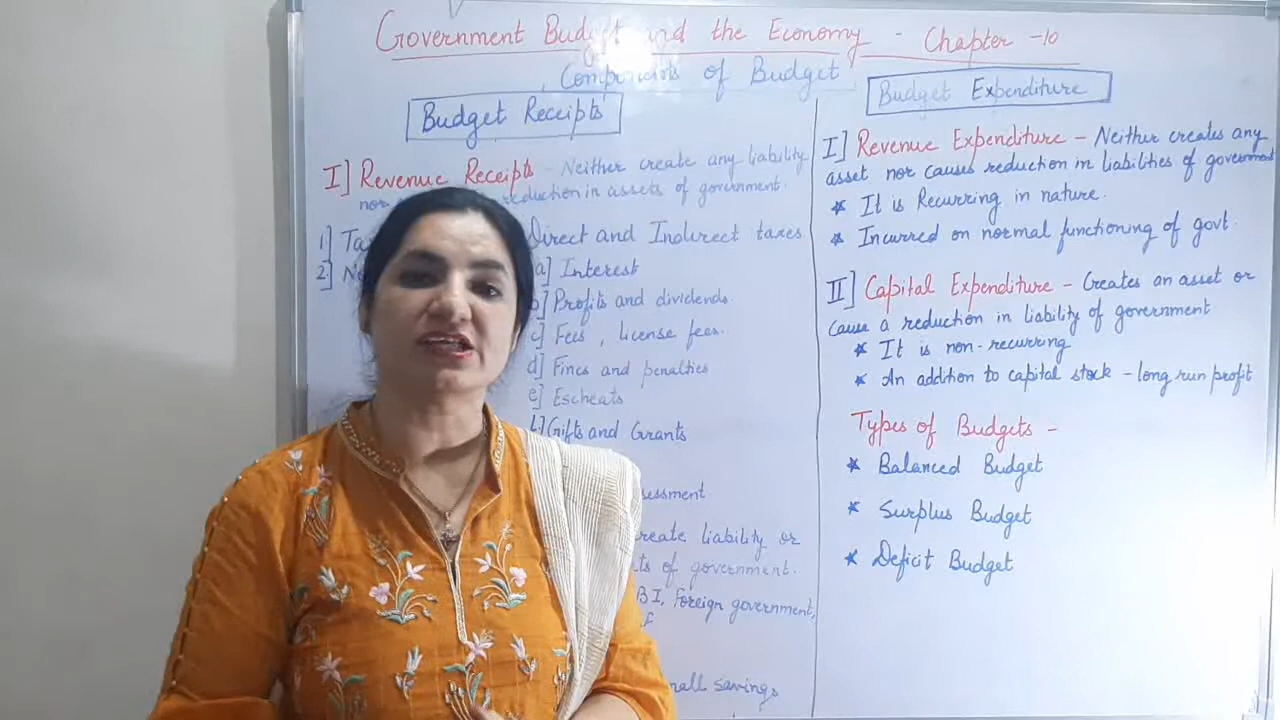 Government Budget and the Economy - Chapter -10
Components of Budget
Budget Receipts
I] Revenue Receipts - Neither create any liability
nor reduction in assets of government.
1] Direct and Indirect taxes
2]
a] Interest
b] Profits and dividends
c] Fees, license fees.
d] Fines and penalties
e] Escheats
f] Gifts and Grants
liability or
of government.
Foreign government,
savings
Budget Expenditure
I] Revenue Expenditure - Neither creates any
asset nor causes reduction in liabilities of government
* It is Recurring in nature.
* Incurred on normal functioning of govt.
II] Capital Expenditure - Creates an asset or
cause a reduction in liability of government
* It is non-recurring
* An addition to capital stock - long run profit
Types of Budgets -
* Balanced Budget
* Surplus Budget
* Deficit Budget